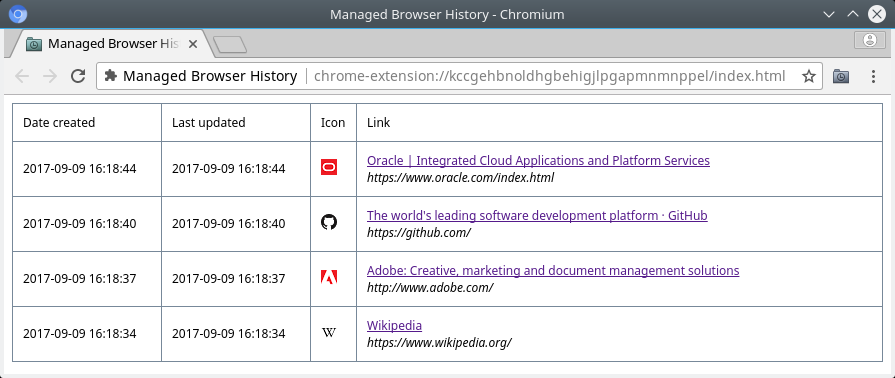 Managed Browser History - Chromium
Managed Browser His
Managed Browser History chrome-extension://kccgehbnoldhgbehigjlpgapmnmnppel/index.html
Date created Last updated Icon Link
2017-09-09 16:18:44 2017-09-09 16:18:44 Oracle | Integrated Cloud Applications and Platform Services
https://www.oracle.com/index.html
2017-09-09 16:18:40 2017-09-09 16:18:40 The world's leading software development platform · GitHub
https://github.com/
2017-09-09 16:18:37 2017-09-09 16:18:37 Adobe: Creative, marketing and document management solutions
http://www.adobe.com/
2017-09-09 16:18:34 2017-09-09 16:18:34 W Wikipedia
https://www.wikipedia.org/